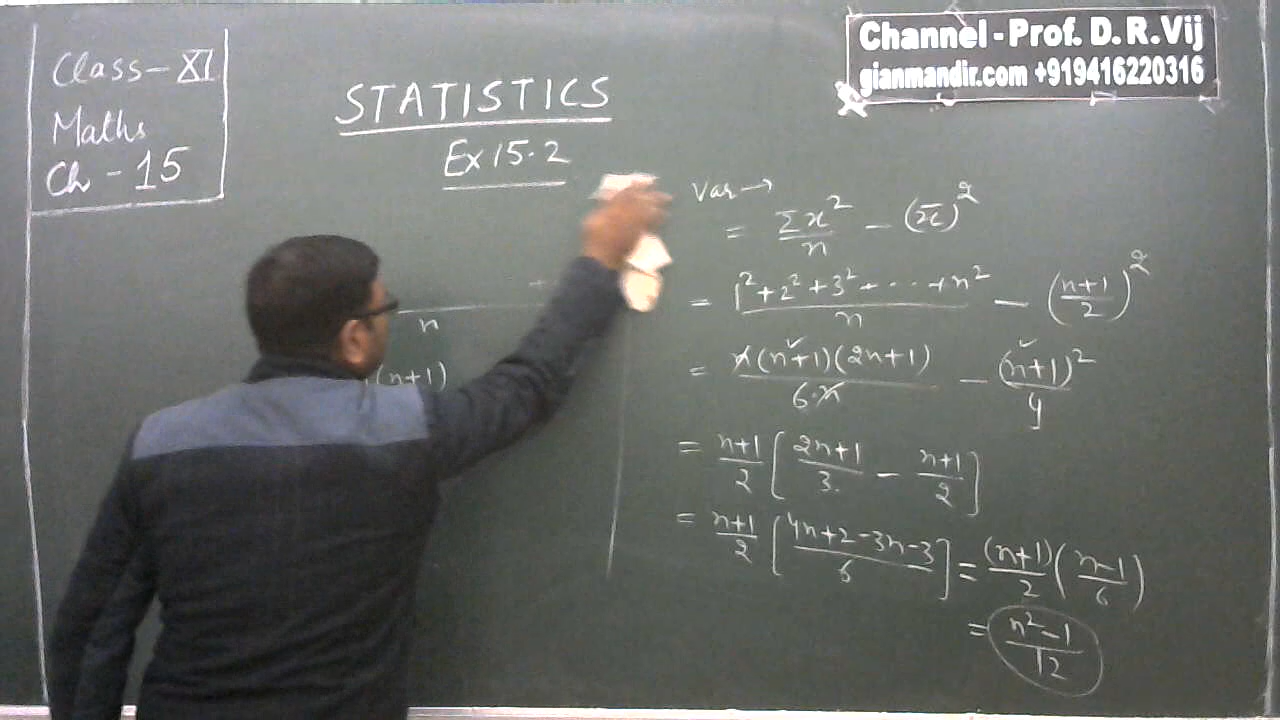 Class-XI
Maths
Ch - 15
STATISTICS
Ex 15.2
Channel - Prof. D. R. Vij
gianmandir.com +919416220316
n
(n+1)
Var →
= Σx²/n − (x̄)²
= 1²+2²+3²+...+n²/n − (n+1/2)²
= n(n+1)(2n+1)/6.n − (n+1)²/4
= n+1/2 [2n+1/3 − n+1/2]
= n+1/2 [4n+2-3n-3/6] = (n+1)/2 (n-1/6)
= n²-1/12